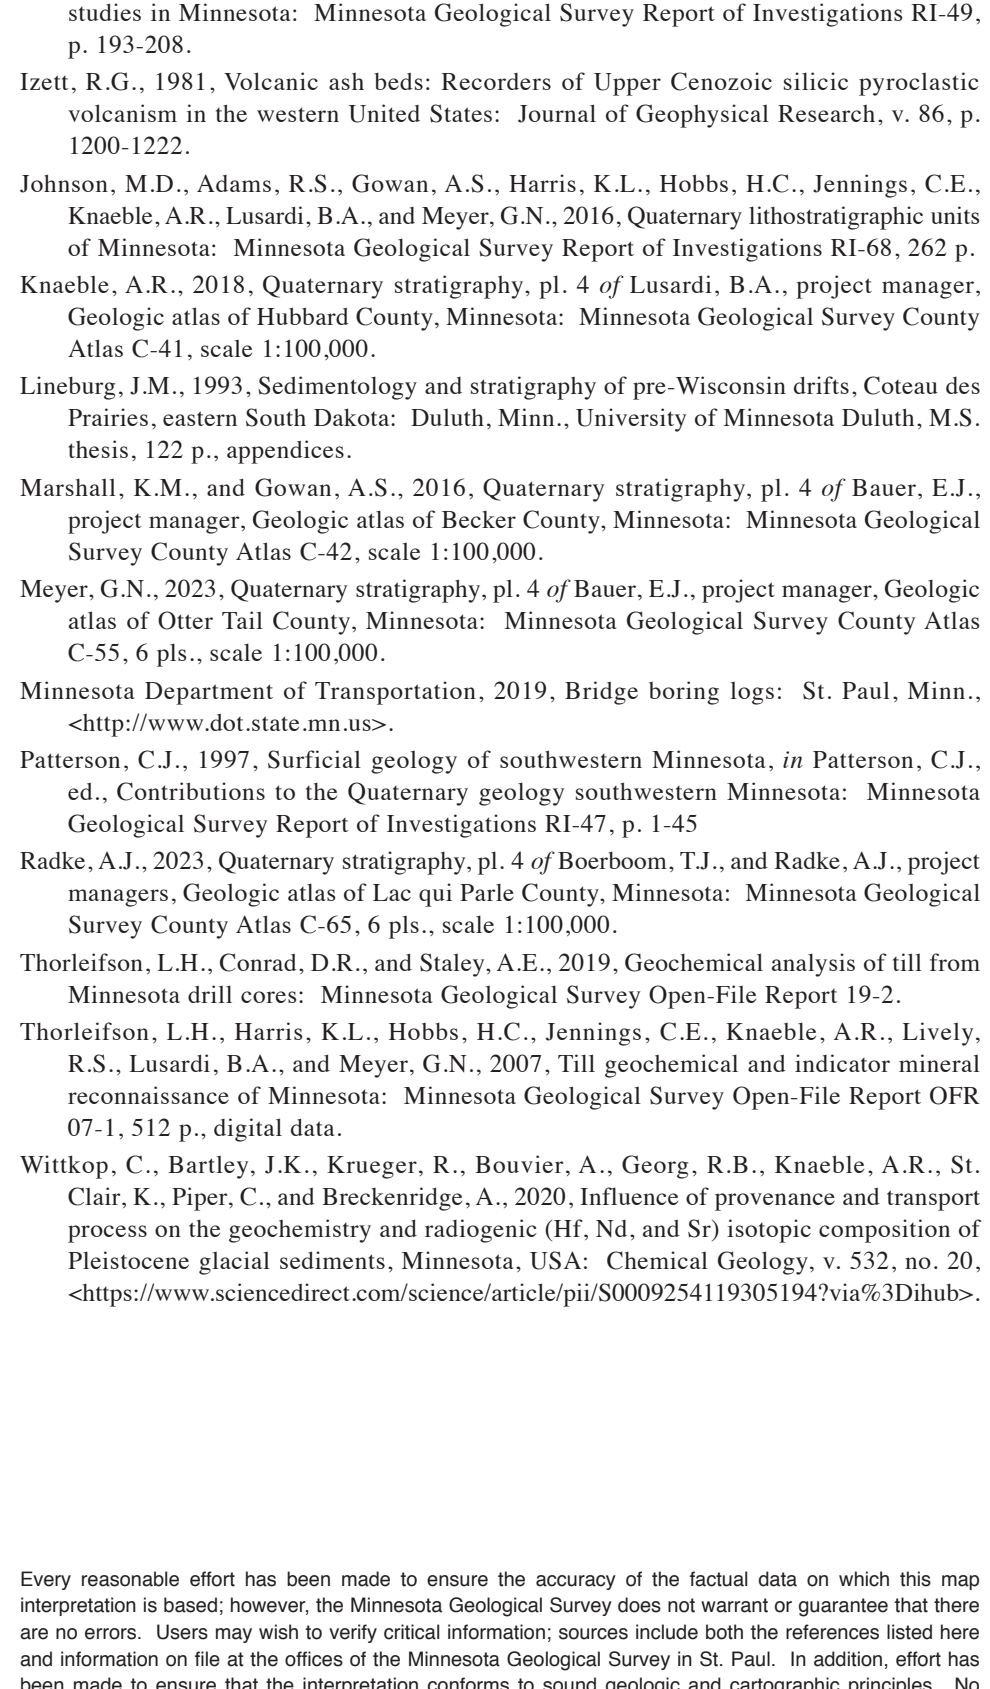 studies in Minnesota: Minnesota Geological Survey Report of Investigations RI-49,
p. 193-208.
Izett, R.G., 1981, Volcanic ash beds: Recorders of Upper Cenozoic silicic pyroclastic
volcanism in the western United States: Journal of Geophysical Research, v. 86, p.
1200-1222.
Johnson, M.D., Adams, R.S., Gowan, A.S., Harris, K.L., Hobbs, H.C., Jennings, C.E.,
Knaeble, A.R., Lusardi, B.A., and Meyer, G.N., 2016, Quaternary lithostratigraphic units
of Minnesota: Minnesota Geological Survey Report of Investigations RI-68, 262 p.
Knaeble, A.R., 2018, Quaternary stratigraphy, pl. 4 of Lusardi, B.A., project manager,
Geologic atlas of Hubbard County, Minnesota: Minnesota Geological Survey County
Atlas C-41, scale 1:100,000.
Lineburg, J.M., 1993, Sedimentology and stratigraphy of pre-Wisconsin drifts, Coteau des
Prairies, eastern South Dakota: Duluth, Minn., University of Minnesota Duluth, M.S.
thesis, 122 p., appendices.
Marshall, K.M., and Gowan, A.S., 2016, Quaternary stratigraphy, pl. 4 of Bauer, E.J.,
project manager, Geologic atlas of Becker County, Minnesota: Minnesota Geological
Survey County Atlas C-42, scale 1:100,000.
Meyer, G.N., 2023, Quaternary stratigraphy, pl. 4 of Bauer, E.J., project manager, Geologic
atlas of Otter Tail County, Minnesota: Minnesota Geological Survey County Atlas
C-55, 6 pls., scale 1:100,000.
Minnesota Department of Transportation, 2019, Bridge boring logs: St. Paul, Minn.,
<http://www.dot.state.mn.us>.
Patterson, C.J., 1997, Surficial geology of southwestern Minnesota, in Patterson, C.J.,
ed., Contributions to the Quaternary geology southwestern Minnesota: Minnesota
Geological Survey Report of Investigations RI-47, p. 1-45
Radke, A.J., 2023, Quaternary stratigraphy, pl. 4 of Boerboom, T.J., and Radke, A.J., project
managers, Geologic atlas of Lac qui Parle County, Minnesota: Minnesota Geological
Survey County Atlas C-65, 6 pls., scale 1:100,000.
Thorleifson, L.H., Conrad, D.R., and Staley, A.E., 2019, Geochemical analysis of till from
Minnesota drill cores: Minnesota Geological Survey Open-File Report 19-2.
Thorleifson, L.H., Harris, K.L., Hobbs, H.C., Jennings, C.E., Knaeble, A.R., Lively,
R.S., Lusardi, B.A., and Meyer, G.N., 2007, Till geochemical and indicator mineral
reconnaissance of Minnesota: Minnesota Geological Survey Open-File Report OFR
07-1, 512 p., digital data.
Wittkop, C., Bartley, J.K., Krueger, R., Bouvier, A., Georg, R.B., Knaeble, A.R., St.
Clair, K., Piper, C., and Breckenridge, A., 2020, Influence of provenance and transport
process on the geochemistry and radiogenic (Hf, Nd, and Sr) isotopic composition of
Pleistocene glacial sediments, Minnesota, USA: Chemical Geology, v. 532, no. 20,
<https://www.sciencedirect.com/science/article/pii/S0009254119305194?via%3Dihub>.
Every reasonable effort has been made to ensure the accuracy of the factual data on which this map
interpretation is based; however, the Minnesota Geological Survey does not warrant or guarantee that there
are no errors. Users may wish to verify critical information; sources include both the references listed here
and information on file at the offices of the Minnesota Geological Survey in St. Paul. In addition, effort has
been made to ensure that the interpretation conforms to sound geologic and cartographic principles. No